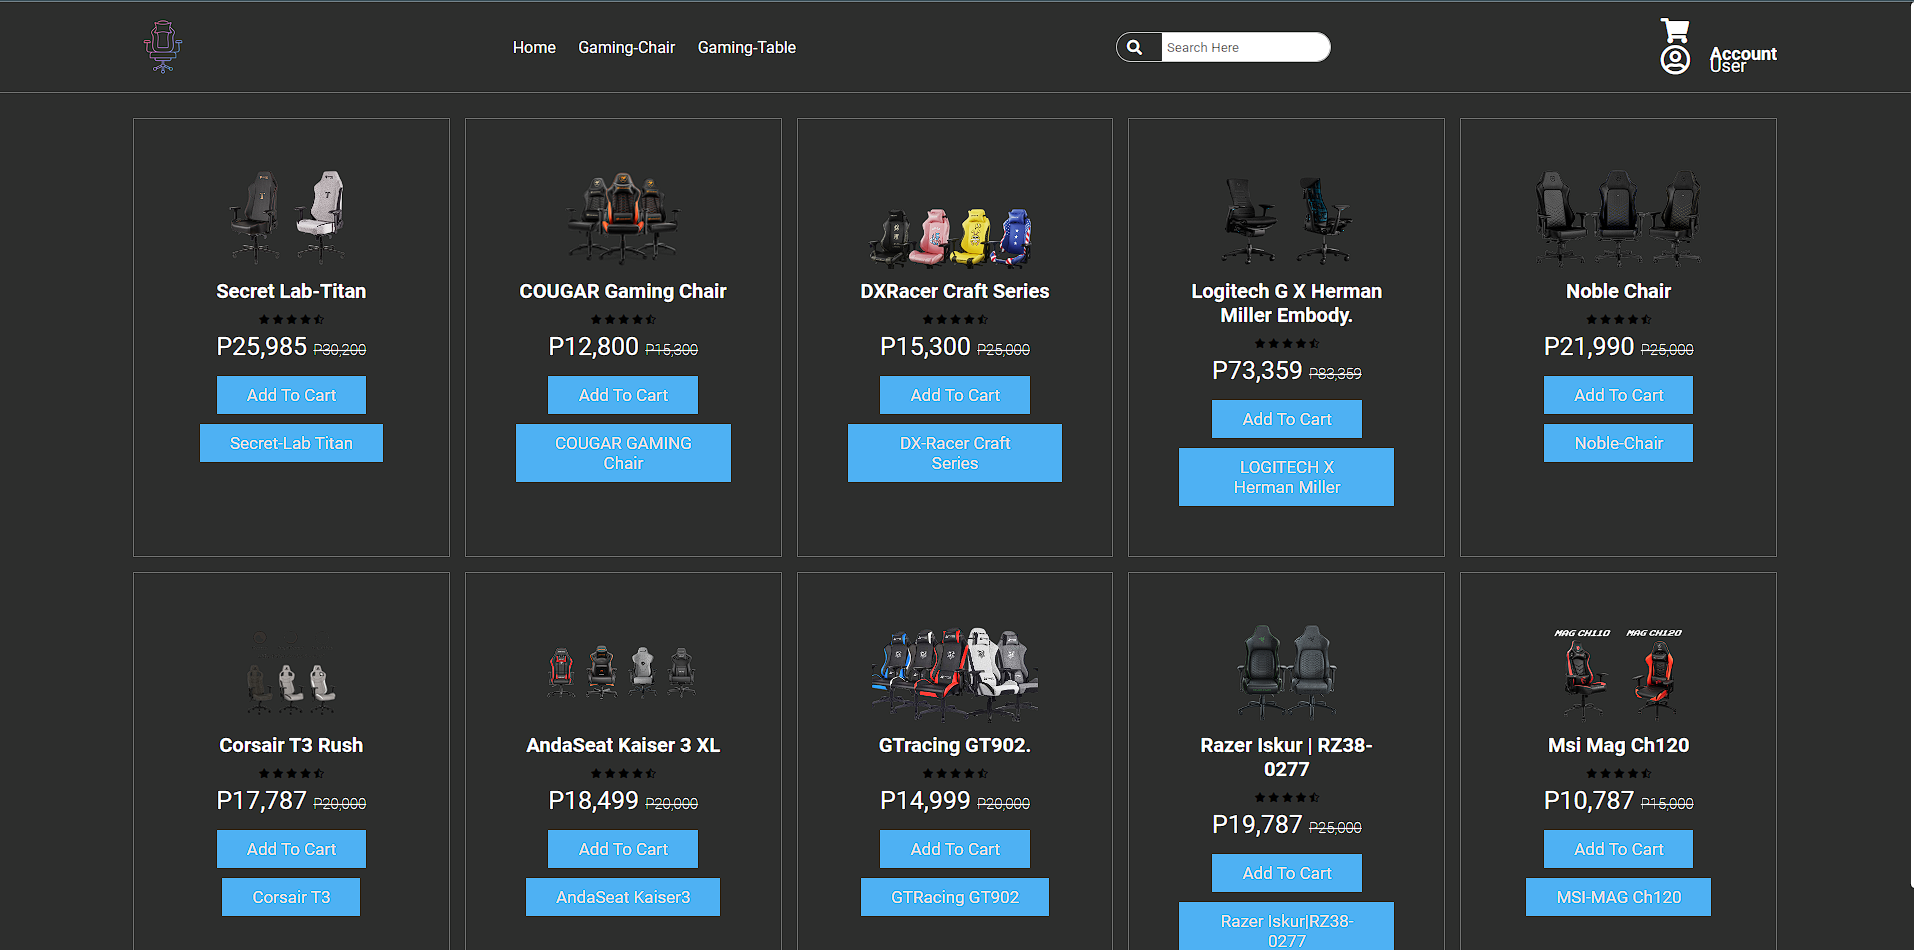 Home Gaming-Chair Gaming-Table
Search Here
Account
User
Secret Lab-Titan
P25,985 P30,200
Add To Cart
Secret-Lab Titan
COUGAR Gaming Chair
P12,800 P15,300
Add To Cart
COUGAR GAMING
Chair
DXRacer Craft Series
P15,300 P25,000
Add To Cart
DX-Racer Craft
Series
Logitech G X Herman
Miller Embody.
P73,359 P83,359
Add To Cart
LOGITECH X
Herman Miller
Noble Chair
P21,990 P25,000
Add To Cart
Noble-Chair
Corsair T3 Rush
P17,787 P20,000
Add To Cart
Corsair T3
AndaSeat Kaiser 3 XL
P18,499 P20,000
Add To Cart
AndaSeat Kaiser3
GTracing GT902.
P14,999 P20,000
Add To Cart
GTRacing GT902
Razer Iskur | RZ38-
0277
P19,787 P25,000
Add To Cart
Razer Iskur|RZ38-
0277
MAG CH110 MAG CH120
Msi Mag Ch120
P10,787 P15,000
Add To Cart
MSI-MAG Ch120